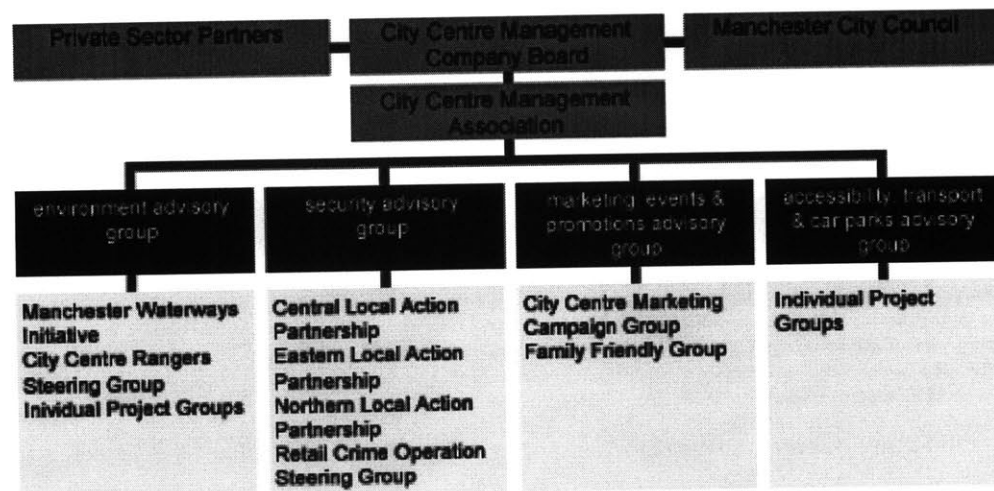 Private Sector Partners
City Centre Management
Company Board
Manchester City Council
City Centre Management
Association
environment advisory
group
security advisory
group
marketing events &
promotions advisory
group
accessibility transport
& car parks advisory
group
Manchester Waterways
Initiative
City Centre Rangers
Steering Group
Inividual Project Groups
Central Local Action
Partnership
Eastern Local Action
Partnership
Northern Local Action
Partnership
Retail Crime Operation
Steering Group
City Centre Marketing
Campaign Group
Family Friendly Group
Individual Project
Groups